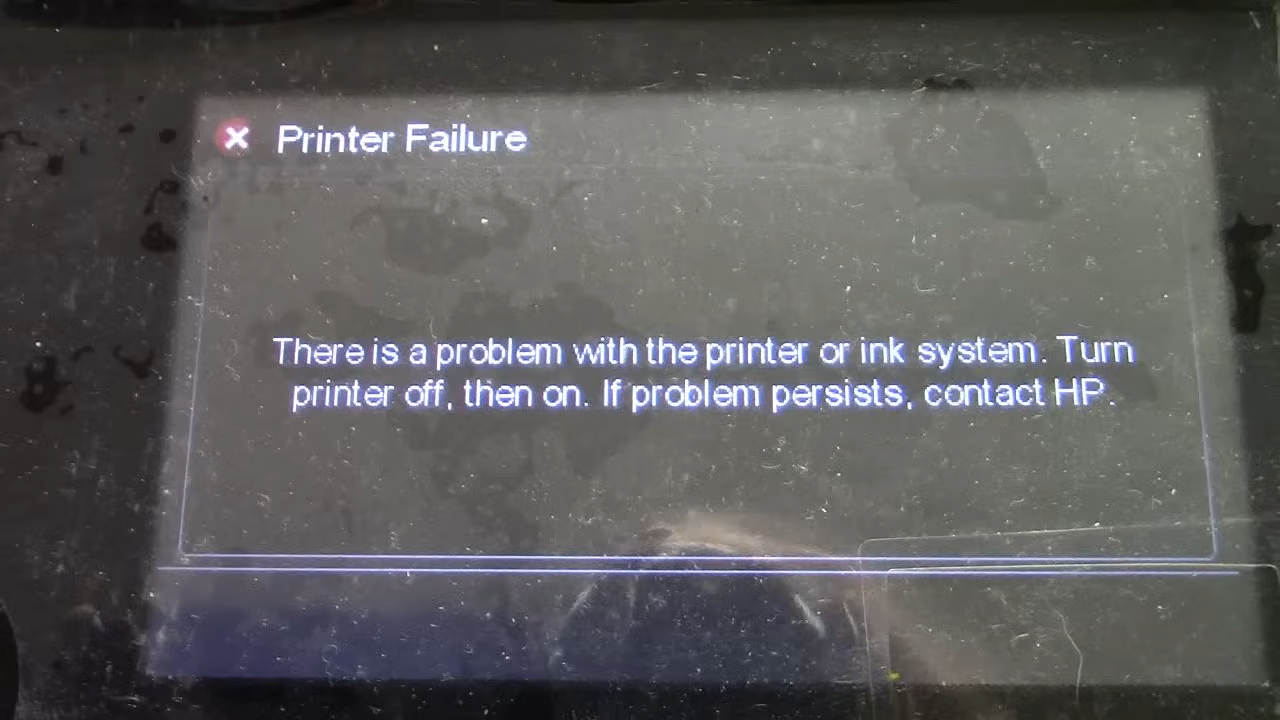 Printer Failure
There is a problem with the printer or ink system. Turn
printer off, then on. If problem persists, contact HP.